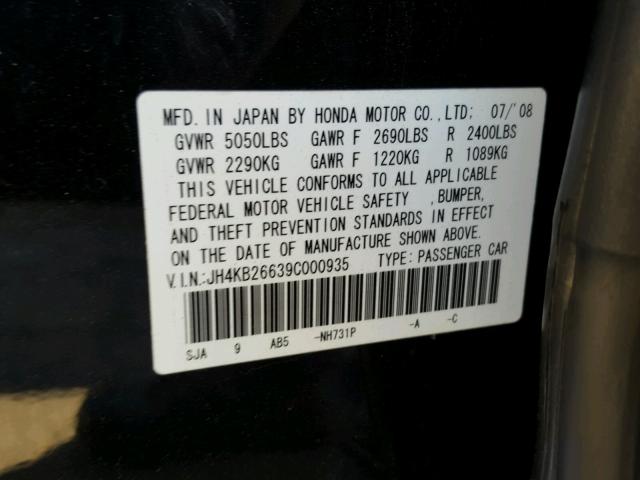 MFD. IN JAPAN BY HONDA MOTOR CO.,LTD; 07/'08
GVWR 5050LBS GAWR F 2690LBS R 2400LBS
GVWR 2290KG GAWR F 1220KG R 1089KG
THIS VEHICLE CONFORMS TO ALL APPLICABLE
FEDERAL MOTOR VEHICLE SAFETY ,BUMPER,
AND THEFT PREVENTION STANDARDS IN EFFECT
ON THE DATE OF MANUFACTURE SHOWN ABOVE.
V.I.N.:JH4KB26639C000935 TYPE: PASSENGER CAR
SJA 9 AB5 -NH731P -A -C